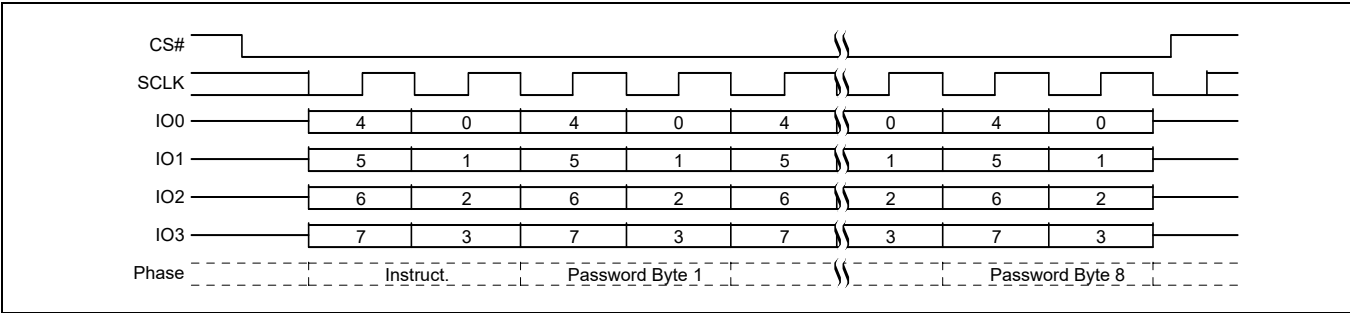 CS#
SCLK
IO0 4 0 4 0 4 0 4 0
IO1 5 1 5 1 5 1 5 1
IO2 6 2 6 2 6 2 6 2
IO3 7 3 7 3 7 3 7 3
Phase Instruct. Password Byte 1 Password Byte 8